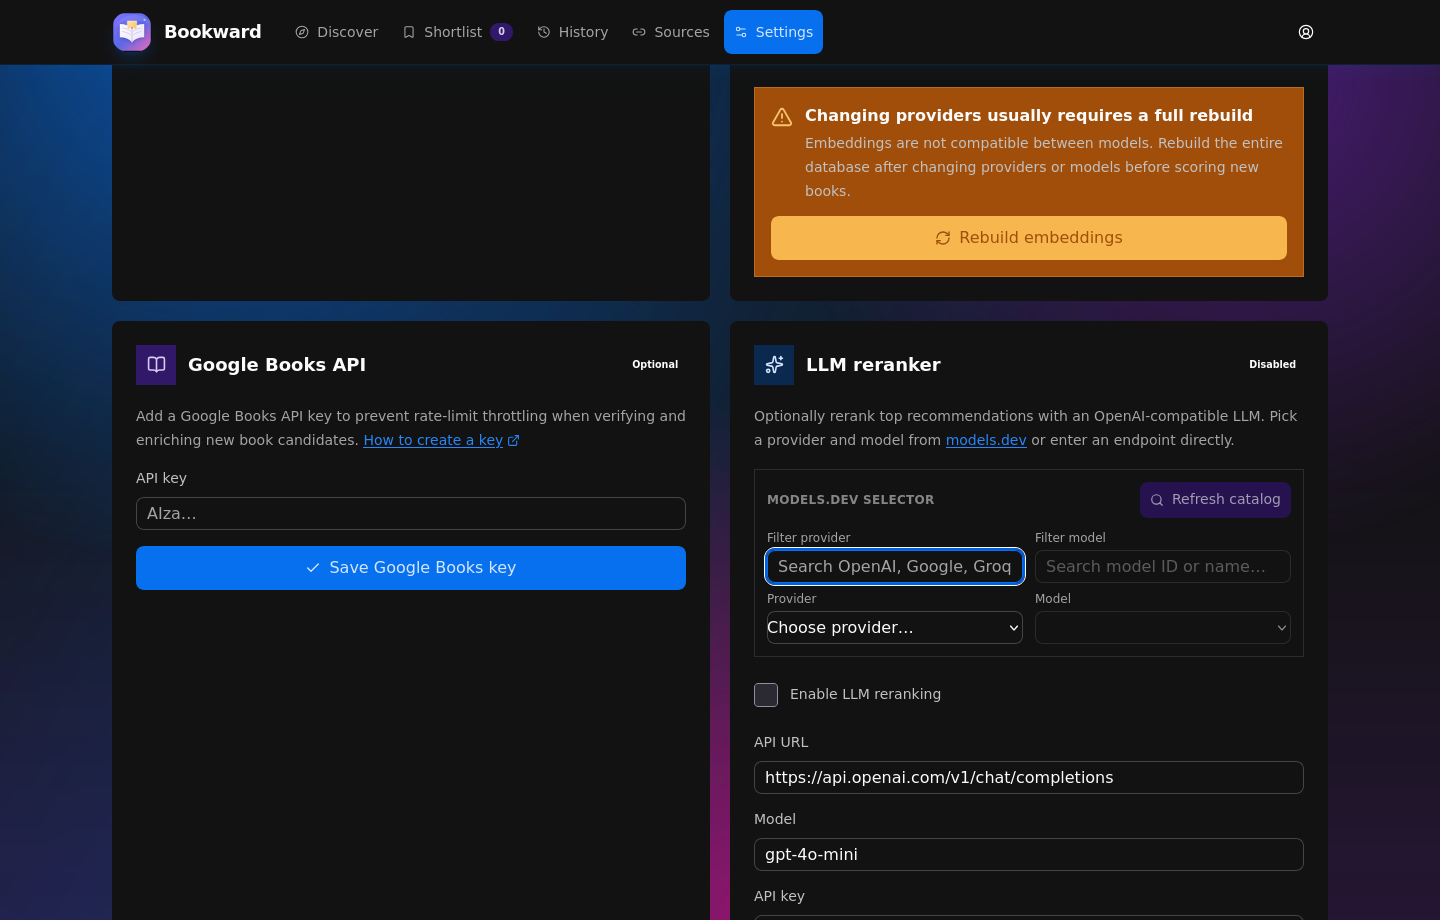 Bookward
Discover
Shortlist 0
History
Sources
Settings
Changing providers usually requires a full rebuild
Embeddings are not compatible between models. Rebuild the entire
database after changing providers or models before scoring new
books.
Rebuild embeddings
Google Books API
Optional
Add a Google Books API key to prevent rate-limit throttling when verifying and
enriching new book candidates. How to create a key
API key
AIza...
Save Google Books key
LLM reranker
Disabled
Optionally rerank top recommendations with an OpenAI-compatible LLM. Pick
a provider and model from models.dev or enter an endpoint directly.
MODELS.DEV SELECTOR
Refresh catalog
Filter provider
Filter model
Search OpenAI, Google, Groq
Search model ID or name...
Provider
Model
Choose provider...
Enable LLM reranking
API URL
https://api.openai.com/v1/chat/completions
Model
gpt-4o-mini
API key